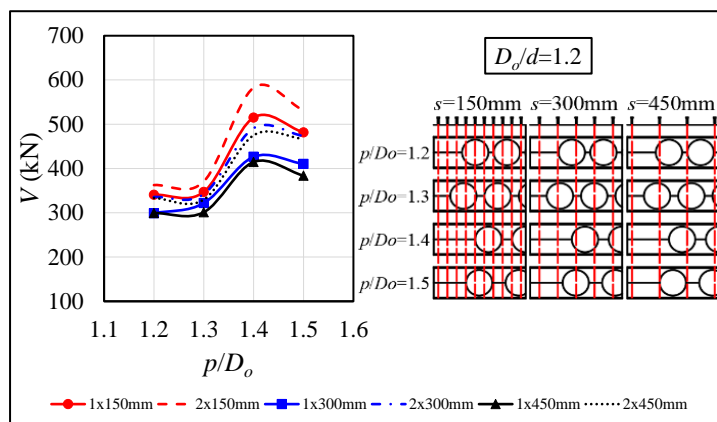 700
600
500
400
300
200
100
V (kN)
1.1 1.2 1.3 1.4 1.5 1.6
p/Do
Do/d=1.2
s=150mm s=300mm s=450mm
p/Do=1.2
p/Do=1.3
p/Do=1.4
p/Do=1.5
1x150mm 2x150mm 1x300mm 2x300mm 1x450mm 2x450mm